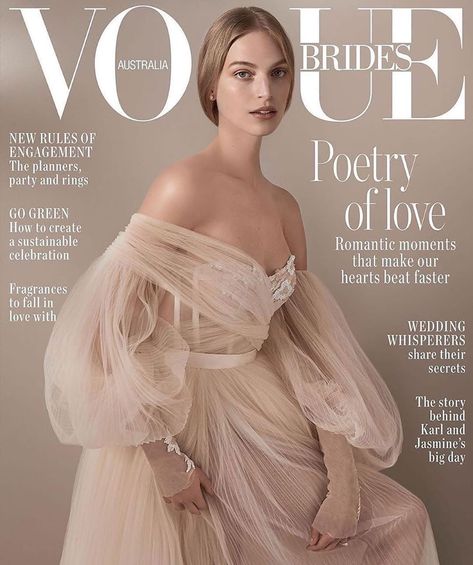 VOGUE
AUSTRALIA
BRIDES
NEW RULES OF
ENGAGEMENT
The planners,
party and rings
GO GREEN
How to create
a sustainable
celebration
Fragrances
to fall in
love with
Poetry
of love
Romantic moments
that make our
hearts beat faster
WEDDING
WHISPERERS
share their
secrets
The story
behind
Karl and
Jasmine's
big day